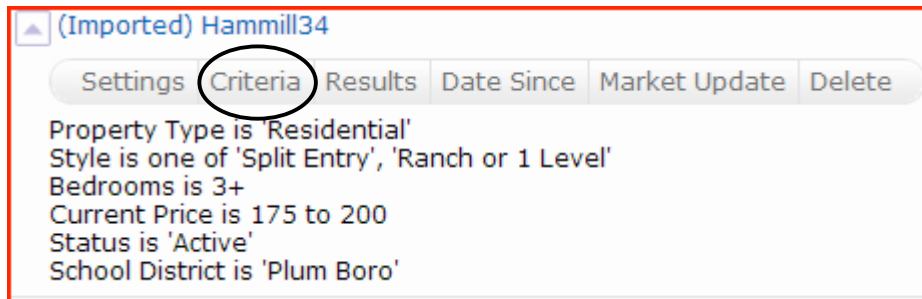 (Imported) Hammill34
Settings Criteria Results Date Since Market Update Delete
Property Type is 'Residential'
Style is one of 'Split Entry', 'Ranch or 1 Level'
Bedrooms is 3+
Current Price is 175 to 200
Status is 'Active'
School District is 'Plum Boro'